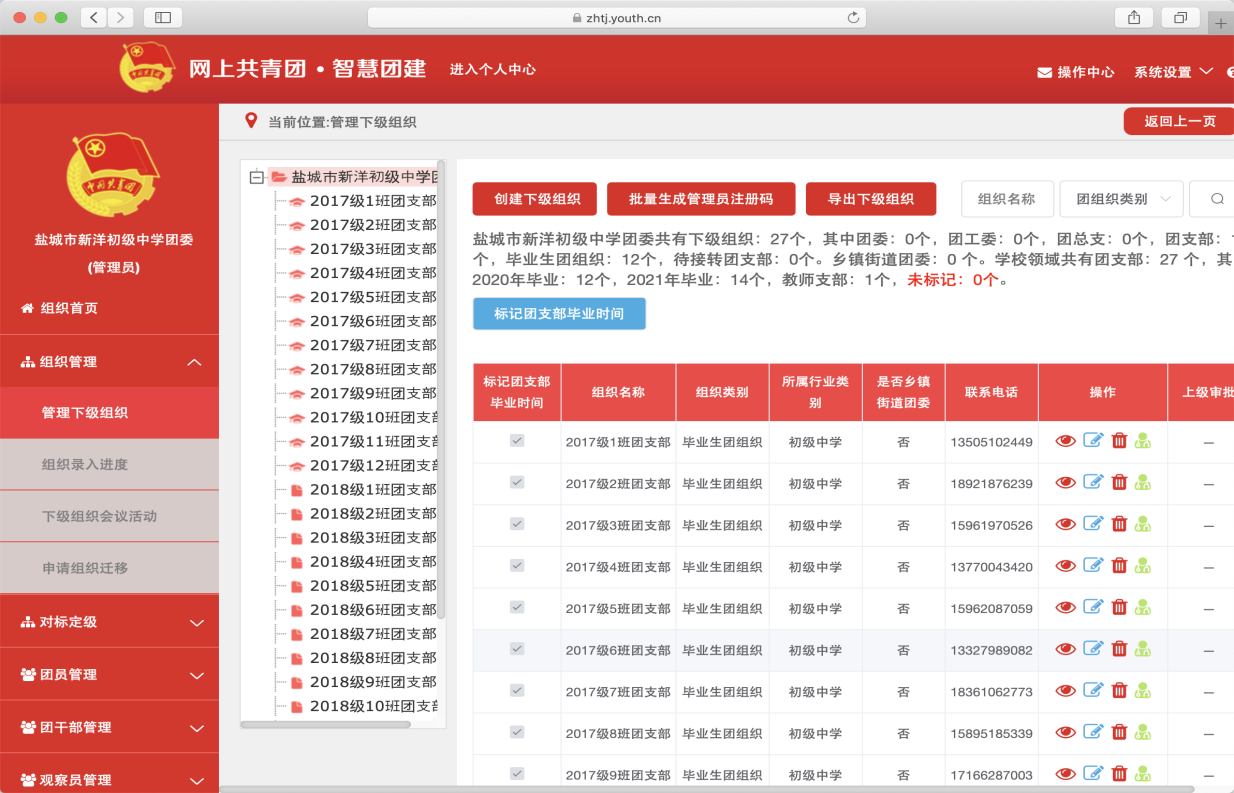 zhtj.youth.cn
网上共青团·智慧团建 进入个人中心 操作中心 系统设置
盐城市新洋初级中学团委
(管理员)
组织首页
组织管理
管理下级组织
组织录入进度
下级组织会议活动
申请组织迁移
对标定级
团员管理
团干部管理
观察员管理
当前位置:管理下级组织 返回上一页
盐城市新洋初级中学团
2017级1班团支部
2017级2班团支部
2017级3班团支部
2017级4班团支部
2017级5班团支部
2017级6班团支部
2017级7班团支部
2017级8班团支部
2017级9班团支部
2017级10班团支部
2017级11班团支部
2017级12班团支部
2018级1班团支部
2018级2班团支部
2018级3班团支部
2018级4班团支部
2018级5班团支部
2018级6班团支部
2018级7班团支部
2018级8班团支部
2018级9班团支部
2018级10班团支部
创建下级组织 批量生成管理员注册码 导出下级组织 组织名称 团组织类别
盐城市新洋初级中学团委共有下级组织：27个，其中团委：0个，团工委：0个，团总支：0个，团支部：
个，毕业生团组织：12个，待接转团支部：0个。乡镇街道团委：0 个。学校领域共有团支部：27 个，其
2020年毕业：12个，2021年毕业：14个，教师支部：1个，未标记：0个。
标记团支部毕业时间
标记团支部毕业时间 组织名称 组织类别 所属行业类别 是否乡镇街道团委 联系电话 操作 上级审批
2017级1班团支部 毕业生团组织 初级中学 否 13505102449 —
2017级2班团支部 毕业生团组织 初级中学 否 18921876239 —
2017级3班团支部 毕业生团组织 初级中学 否 15961970526 —
2017级4班团支部 毕业生团组织 初级中学 否 13770043420 —
2017级5班团支部 毕业生团组织 初级中学 否 15962087059 —
2017级6班团支部 毕业生团组织 初级中学 否 13327989082 —
2017级7班团支部 毕业生团组织 初级中学 否 18361062773 —
2017级8班团支部 毕业生团组织 初级中学 否 15895185339 —
2017级9班团支部 毕业生团组织 初级中学 否 17166287003 —